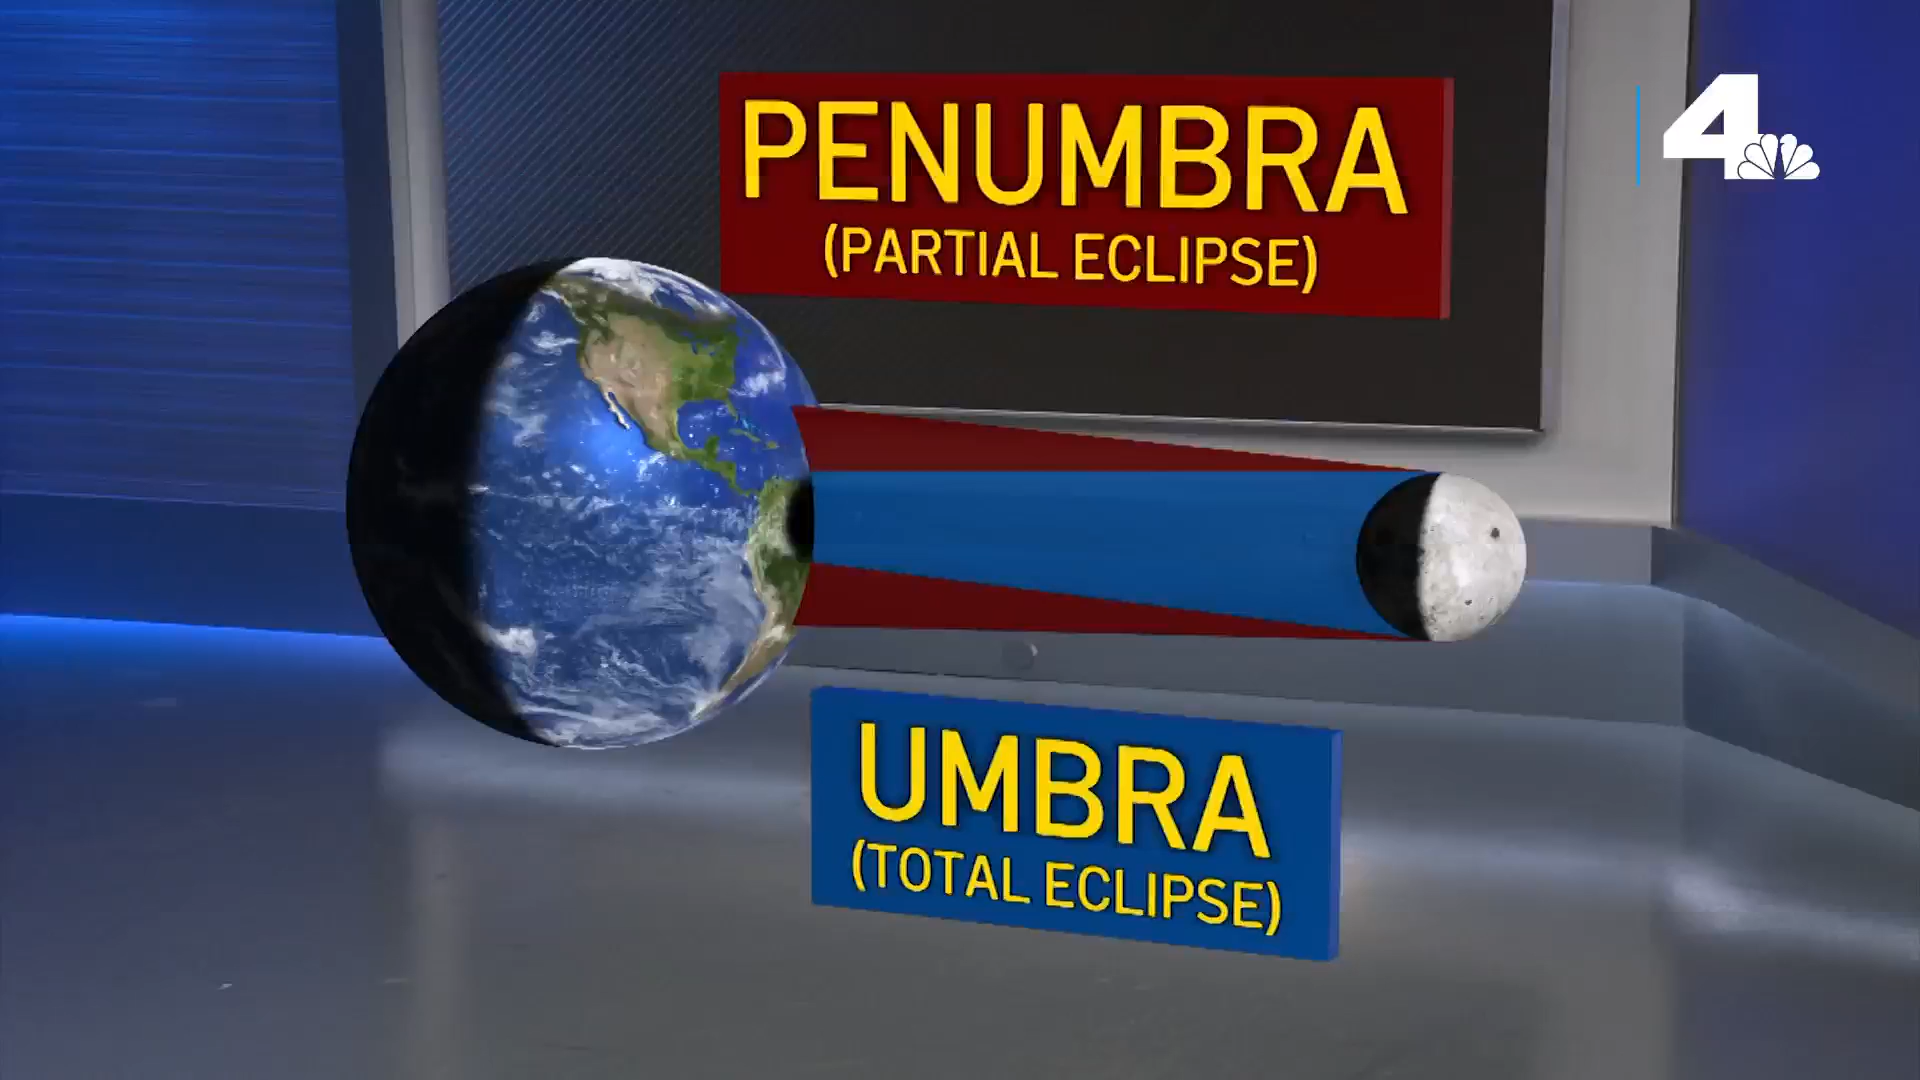 PENUMBRA
(PARTIAL ECLIPSE)
4
UMBRA
(TOTAL ECLIPSE)